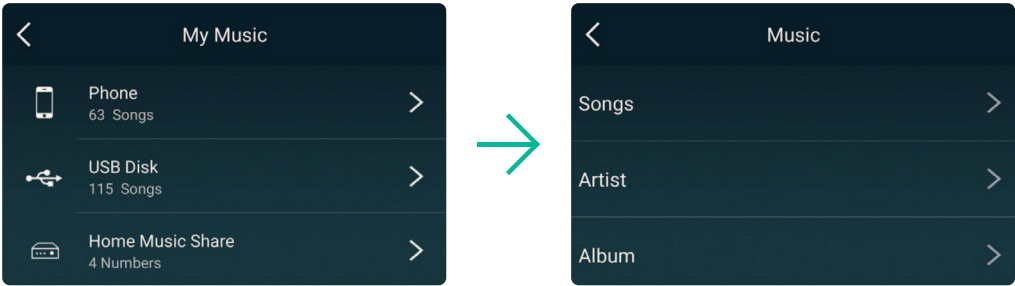 My Music
Phone
63 Songs
USB Disk
115 Songs
Home Music Share
4 Numbers
Music
Songs
Artist
Album